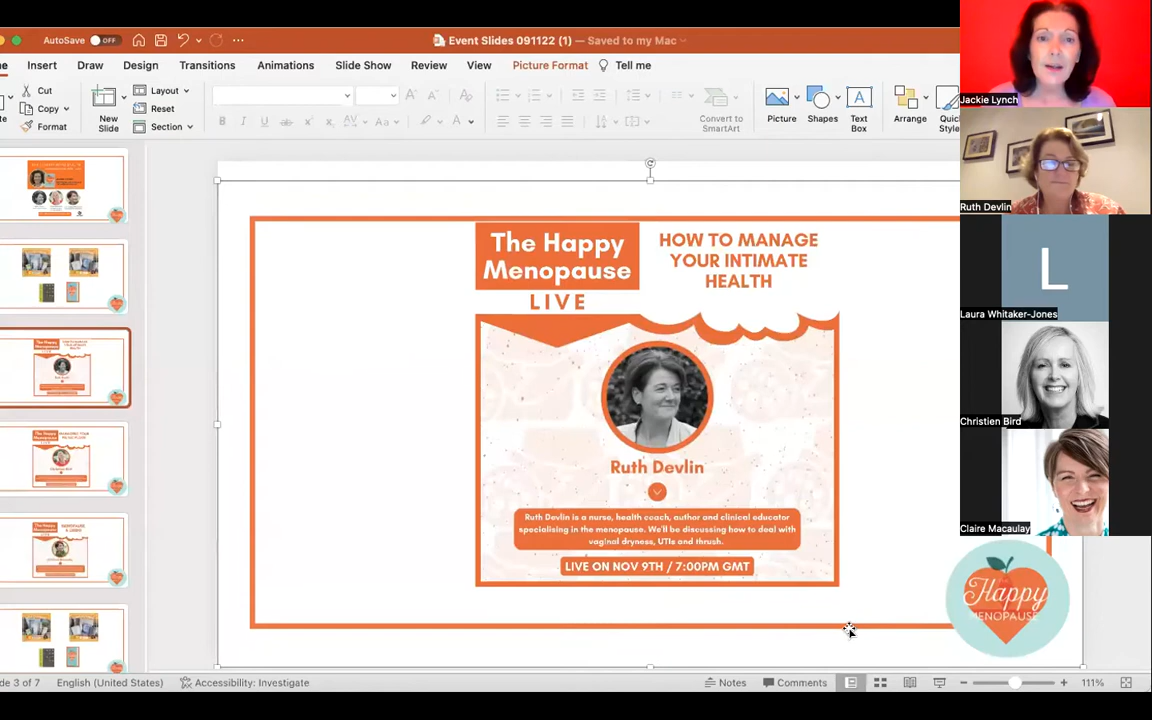 AutoSave OFF
Event Slides 091122 (1) — Saved to my Mac
Insert Draw Design Transitions Animations Slide Show Review View Picture Format Tell me
Cut
Copy
Format
New
Slide
Layout
Reset
Section
Convert to
SmartArt
Picture
Shapes
Text
Box
Arrange
Quick
Styl
The Happy
Menopause
LIVE
HOW TO MANAGE
YOUR INTIMATE
HEALTH
Ruth Devlin
Ruth Devlin is a nurse, health coach, author and clinical educator
specialising in the menopause. We'll be discussing how to deal with
vaginal dryness, UTIs and thrush.
LIVE ON NOV 9TH / 7:00PM GMT
Happy
MENOPAUSE
Jackie Lynch
Ruth Devlin
L
Laura Whitaker-Jones
Christien Bird
Claire Macaulay
de 3 of 7 English (United States) Accessibility: Investigate Notes Comments 111%